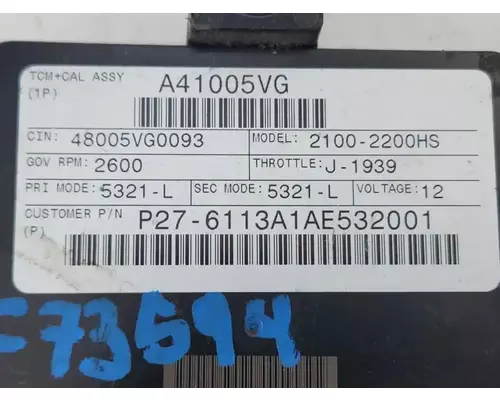 TCM+CAL ASSY A41005VG
(1P)
CIN: 48005VG0093 MODEL: 2100-2200HS
GOV RPM: 2600 THROTTLE: J-1939
PRI MODE: 5321-L SEC MODE: 5321-L VOLTAGE: 12
CUSTOMER P/N P27-6113A1AE532001
(P)
C73594